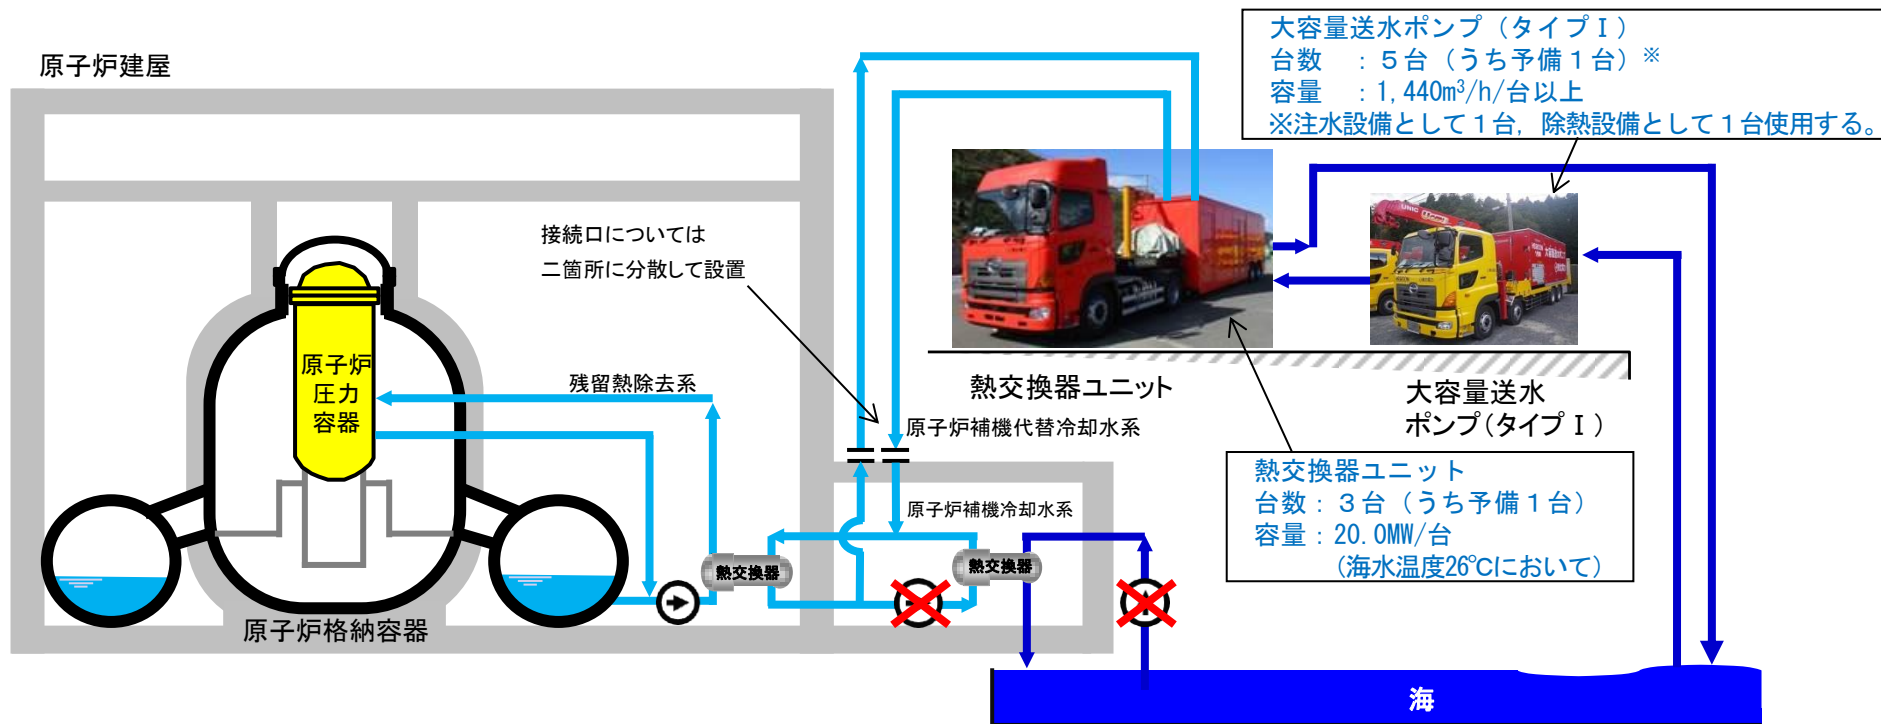 大容量送水ポンプ（タイプⅠ）
台数　：５台（うち予備１台）※
容量　：1,440m³/h/台以上
※注水設備として１台，除熱設備として１台使用する。
原子炉建屋
接続口については
二箇所に分散して設置
原子炉
圧力
容器
残留熱除去系
熱交換器ユニット
大容量送水
ポンプ（タイプⅠ）
原子炉補機代替冷却水系
熱交換器ユニット
台数：３台（うち予備１台）
容量：20.0MW/台
（海水温度26℃において）
原子炉補機冷却水系
熱交換器
熱交換器
原子炉格納容器
海
UNIC